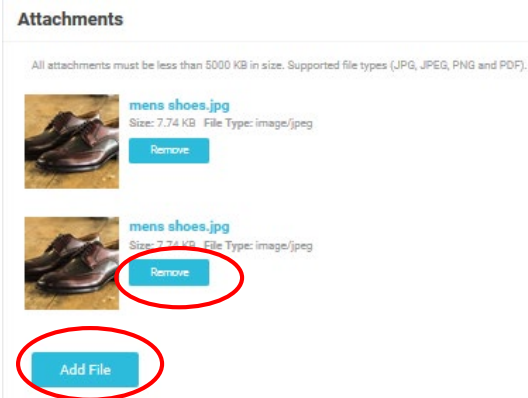 Attachments
All attachments must be less than 5000 KB in size. Supported file types (JPG, JPEG, PNG and PDF).
mens shoes.jpg
Size: 7.74 KB File Type: image/jpeg
Remove
mens shoes.jpg
Size: 7.74 KB File Type: image/jpeg
Remove
Add File